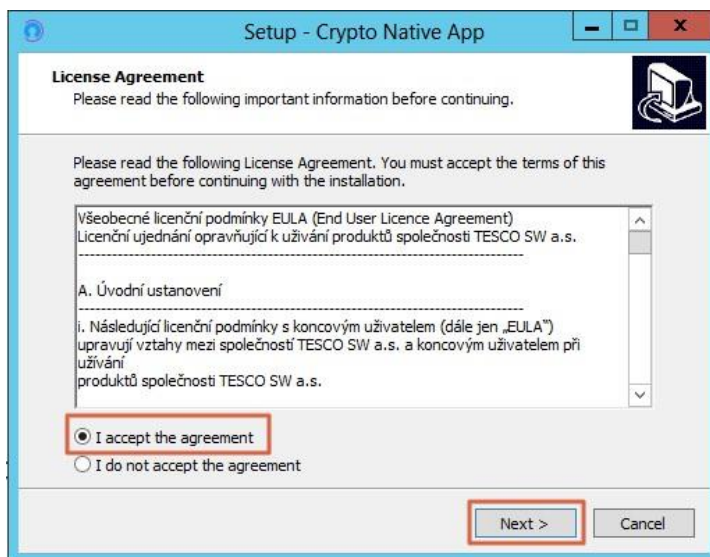 Setup - Crypto Native App
License Agreement
Please read the following important information before continuing.
Please read the following License Agreement. You must accept the terms of this
agreement before continuing with the installation.
Všeobecné licenční podmínky EULA (End User Licence Agreement)
Licenční ujednání opravňující k užívání produktů společnosti TESCO SW a.s.
--------------------------------------------------------------------------------
A. Úvodní ustanovení
--------------------------------------------------------------------------------
i. Následující licenční podmínky s koncovým uživatelem (dále jen „EULA“)
upravují vztahy mezi společností TESCO SW a.s. a koncovým uživatelem při
užívání
produktů společnosti TESCO SW a.s.
I accept the agreement
I do not accept the agreement
Next >
Cancel